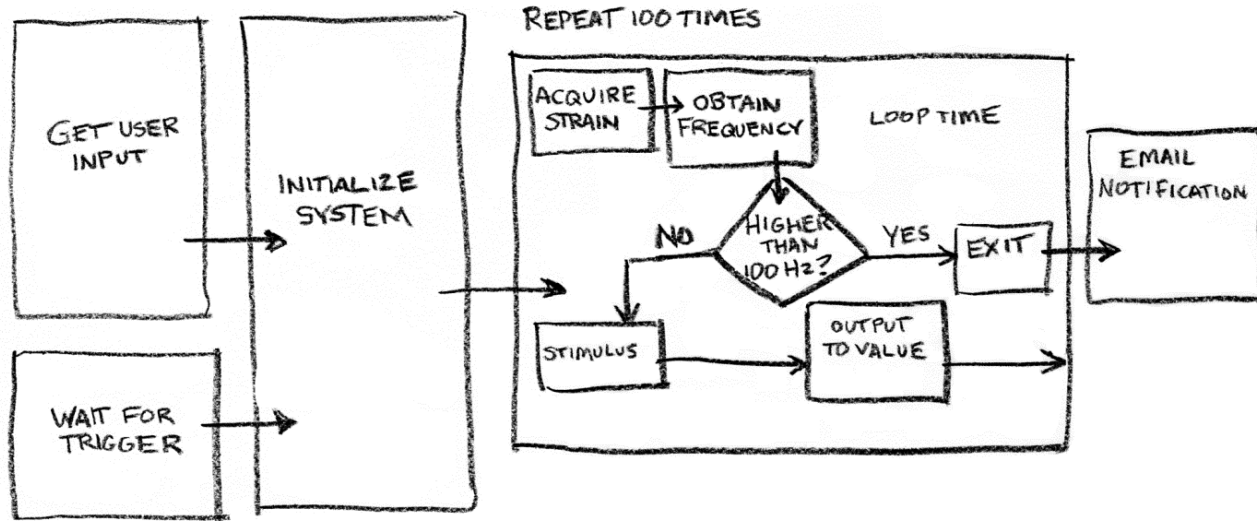 REPEAT 100 TIMES
GET USER
INPUT
WAIT FOR
TRIGGER
INITIALIZE
SYSTEM
ACQUIRE
STRAIN
OBTAIN
FREQUENCY
LOOP TIME
HIGHER
THAN
100 HZ?
NO
YES
EXIT
STIMULUS
OUTPUT
TO VALUE
EMAIL
NOTIFICATION